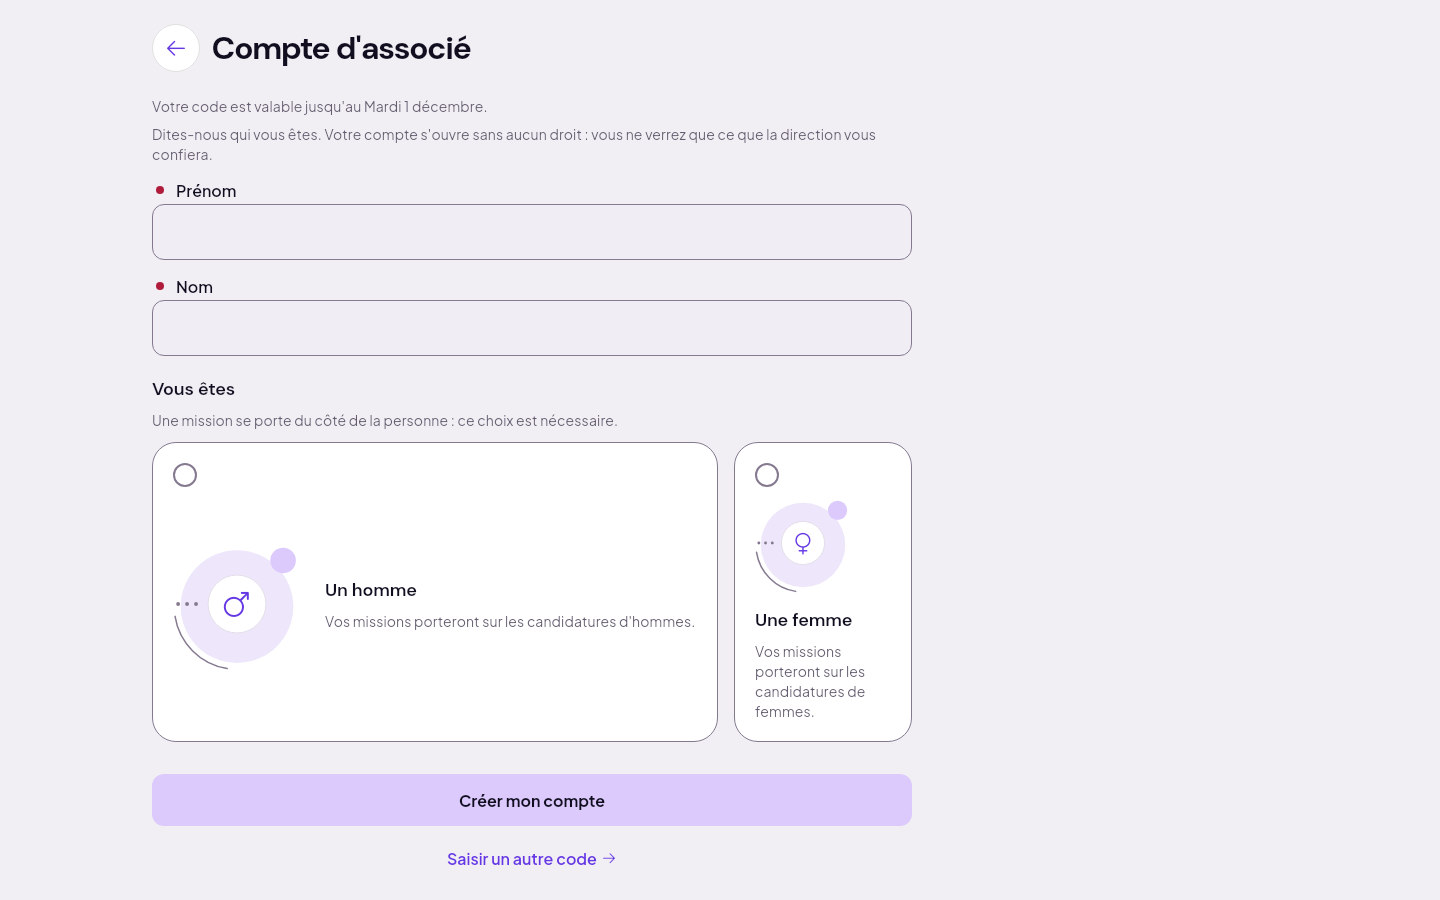 Compte d'associé
Votre code est valable jusqu'au Mardi 1 décembre.
Dites-nous qui vous êtes. Votre compte s'ouvre sans aucun droit : vous ne verrez que ce que la direction vous
confiera.
Prénom
Nom
Vous êtes
Une mission se porte du côté de la personne : ce choix est nécessaire.
Un homme
Vos missions porteront sur les candidatures d'hommes.
Une femme
Vos missions
porteront sur les
candidatures de
femmes.
Créer mon compte
Saisir un autre code